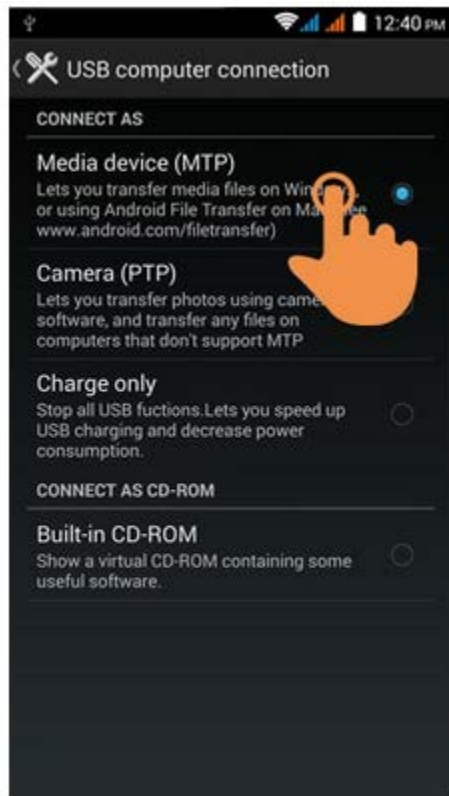 12:40 PM
USB computer connection
CONNECT AS
Media device (MTP)
Lets you transfer media files on
or using Android File Transfer on
www.android.com/filetransfer)
Camera (PTP)
Lets you transfer photos using
software, and transfer any files on
computers that don't support MTP
Charge only
Stop all USB fuctions.Lets you speed up
USB charging and decrease power
consumption.
CONNECT AS CD-ROM
Built-in CD-ROM
Show a virtual CD-ROM containing some
useful software.